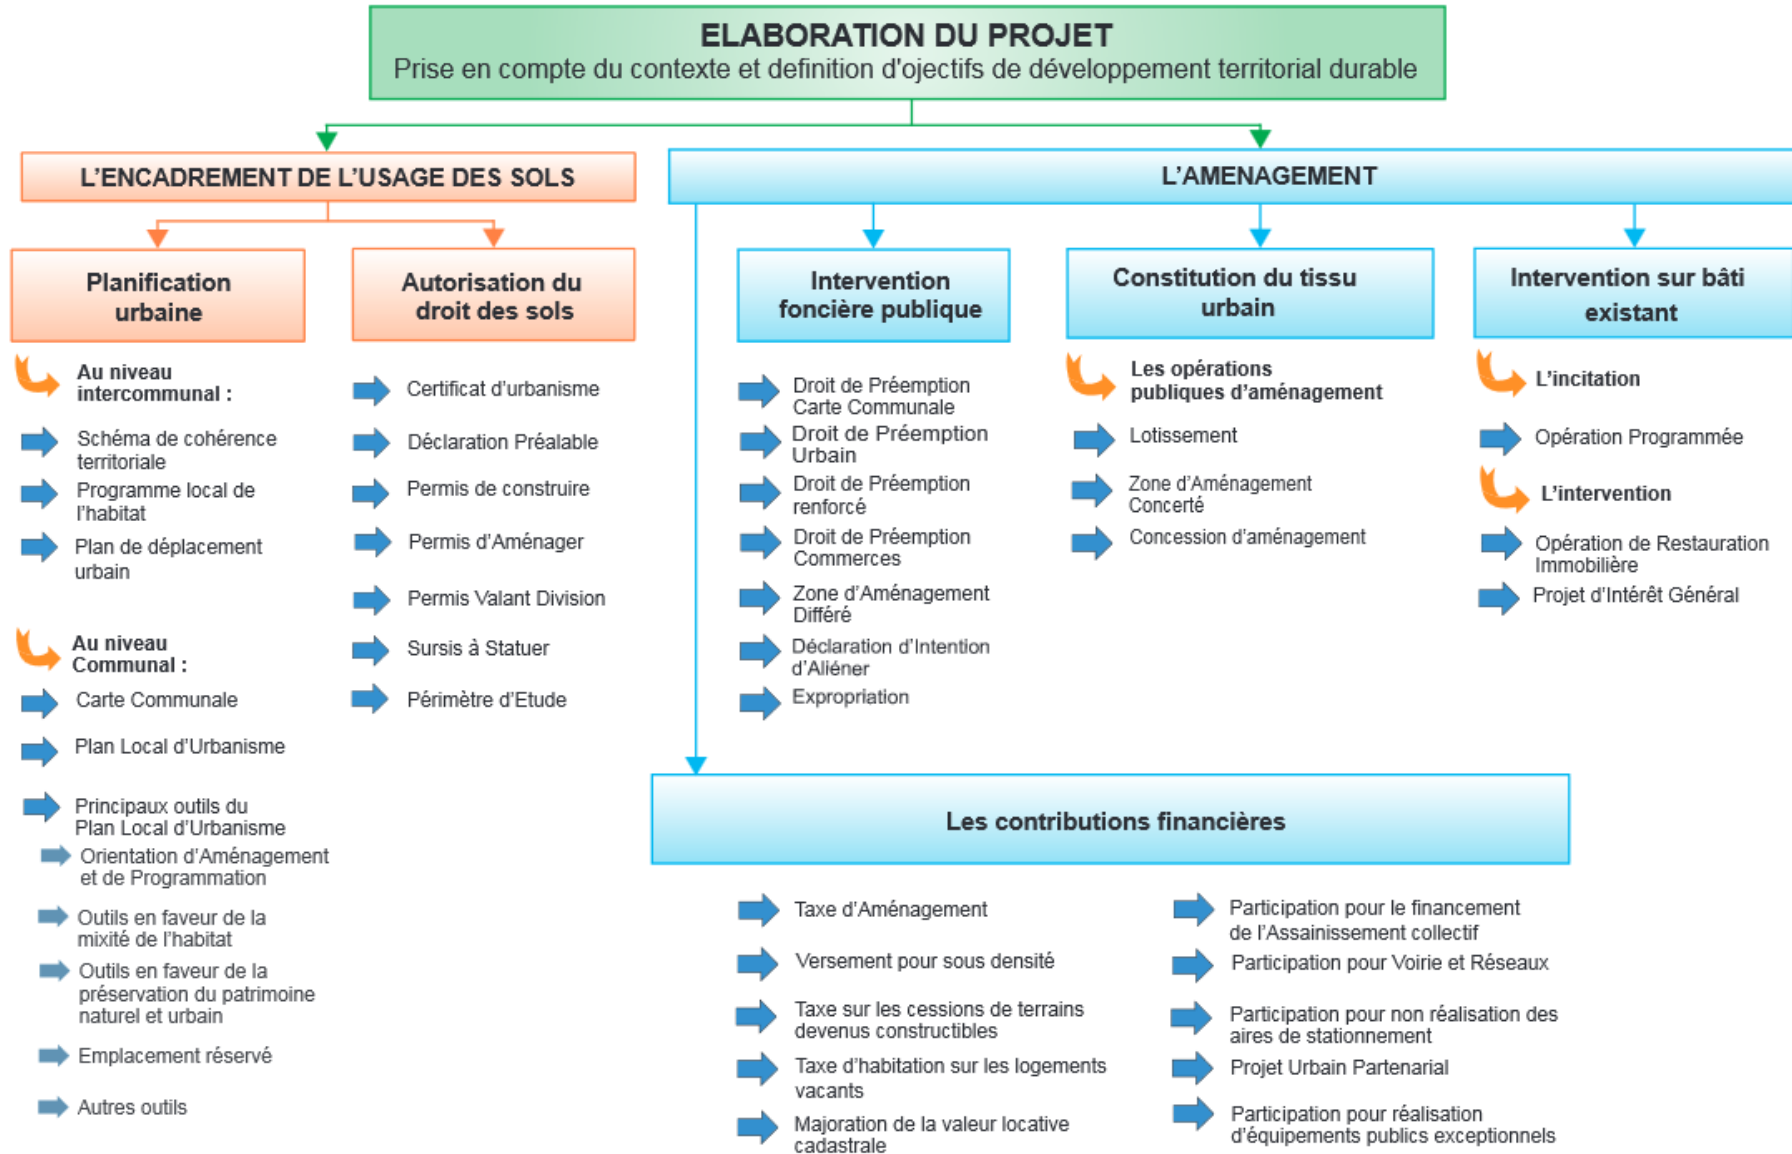 ELABORATION DU PROJET
Prise en compte du contexte et definition d'ojectifs de développement territorial durable
L'ENCADREMENT DE L'USAGE DES SOLS
Planification
urbaine
Au niveau
intercommunal :
Schéma de cohérence
territoriale
Programme local de
l'habitat
Plan de déplacement
urbain
Au niveau
Communal :
Carte Communale
Plan Local d'Urbanisme
Principaux outils du
Plan Local d'Urbanisme
Orientation d'Aménagement
et de Programmation
Outils en faveur de la
mixité de l'habitat
Outils en faveur de la
préservation du patrimoine
naturel et urbain
Emplacement réservé
Autres outils
Autorisation du
droit des sols
Certificat d'urbanisme
Déclaration Préalable
Permis de construire
Permis d'Aménager
Permis Valant Division
Sursis à Statuer
Périmètre d'Etude
L'AMENAGEMENT
Intervention
foncière publique
Droit de Préemption
Carte Communale
Droit de Préemption
Urbain
Droit de Préemption
renforcé
Droit de Préemption
Commerces
Zone d'Aménagement
Différé
Déclaration d'Intention
d'Aliéner
Expropriation
Constitution du tissu
urbain
Les opérations
publiques d'aménagement
Lotissement
Zone d'Aménagement
Concerté
Concession d'aménagement
Intervention sur bâti
existant
L'incitation
Opération Programmée
L'intervention
Opération de Restauration
Immobilière
Projet d'Intérêt Général
Les contributions financières
Taxe d'Aménagement
Versement pour sous densité
Taxe sur les cessions de terrains
devenus constructibles
Taxe d'habitation sur les logements
vacants
Majoration de la valeur locative
cadastrale
Participation pour le financement
de l'Assainissement collectif
Participation pour Voirie et Réseaux
Participation pour non réalisation des
aires de stationnement
Projet Urbain Partenarial
Participation pour réalisation
d'équipements publics exceptionnels